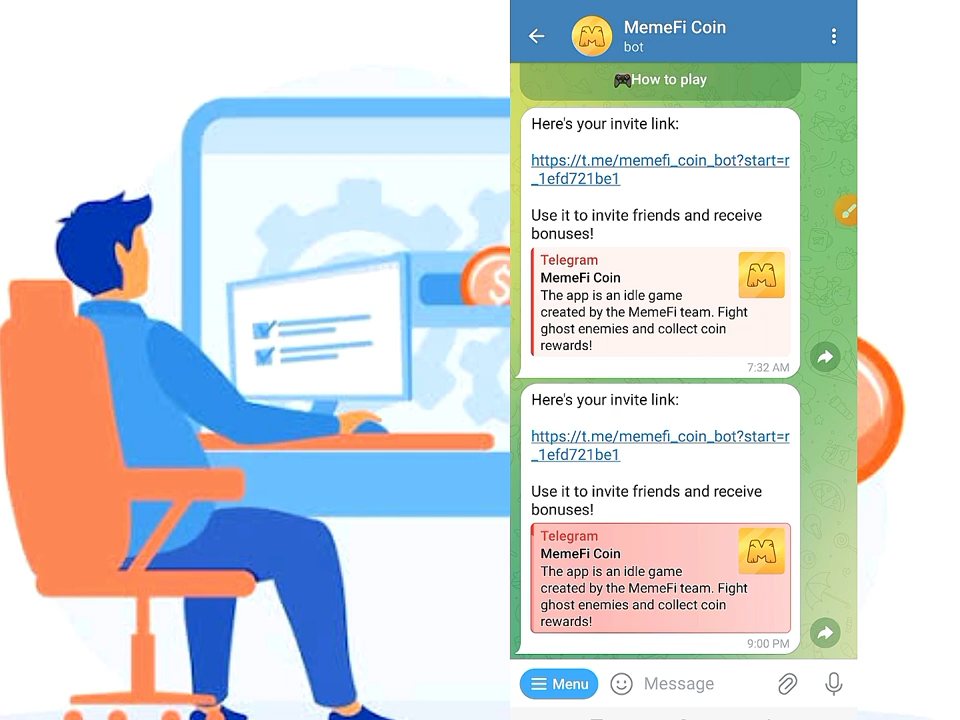 MemeFi Coin
bot
🎮How to play
Here's your invite link:
https://t.me/memefi_coin_bot?start=r
_1efd721be1
Use it to invite friends and receive
bonuses!
Telegram
MemeFi Coin
The app is an idle game
created by the MemeFi team. Fight
ghost enemies and collect coin
rewards!
7:32 AM
Here's your invite link:
https://t.me/memefi_coin_bot?start=r
_1efd721be1
Use it to invite friends and receive
bonuses!
Telegram
MemeFi Coin
The app is an idle game
created by the MemeFi team. Fight
ghost enemies and collect coin
rewards!
9:00 PM
Menu
Message